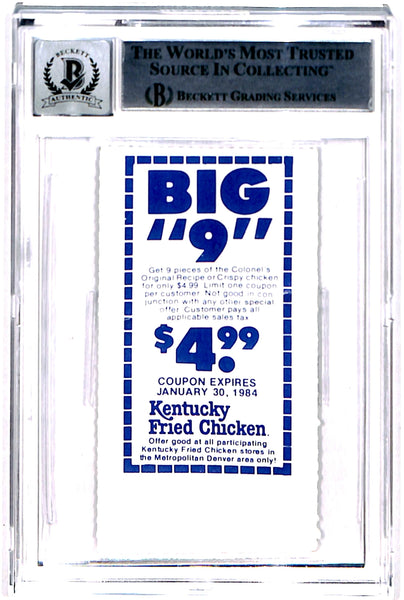 BECKETT
B
AUTHENTIC
THE WORLD'S MOST TRUSTED
SOURCE IN COLLECTING™
(B) BECKETT GRADING SERVICES
BIG
"9"
Get 9 pieces of the Colonel's
Original Recipe or Crispy chicken
for only $4.99. Limit one coupon
per customer. Not good in con
junction with any other special
offer. Customer pays all
applicable sales tax
$4.99
COUPON EXPIRES
JANUARY 30, 1984
Kentucky
Fried Chicken.
Offer good at all participating
Kentucky Fried Chicken stores in
the Metropolitan Denver area only!